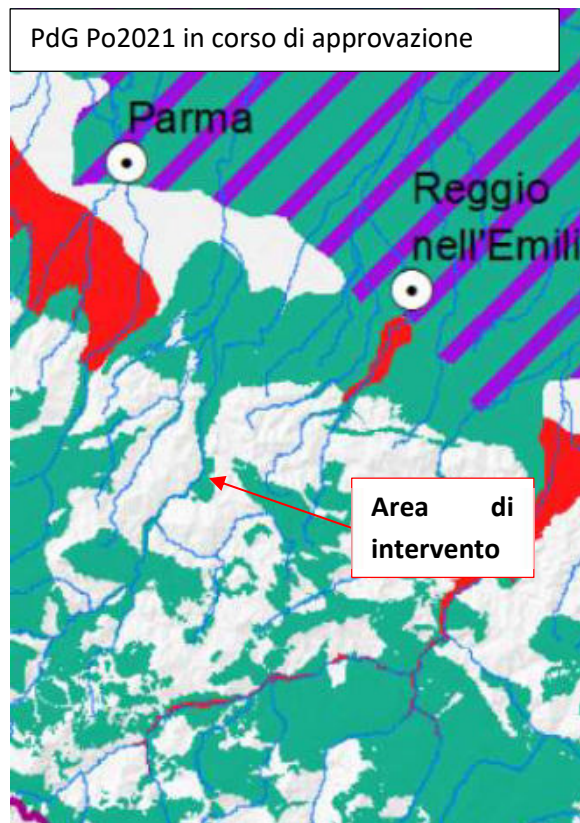 PdG Po2021 in corso di approvazione
Parma
Reggio
nell'Emili
Area di
intervento